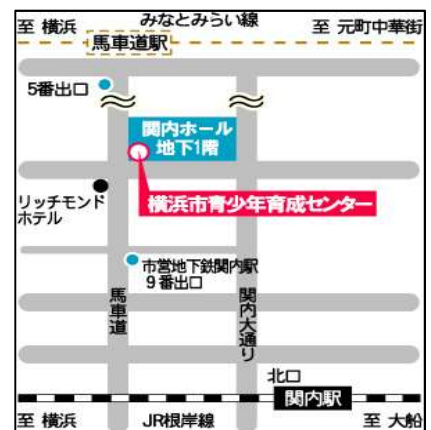 至 横浜
みなとみらい線
至 元町中華街
馬車道駅
5番出口
関内ホール
地下1階
リッチモンド
ホテル
横浜市青少年育成センター
市営地下鉄関内駅
9番出口
馬車道
関内大通り
北口
関内駅
至 横浜
JR根岸線
至 大船